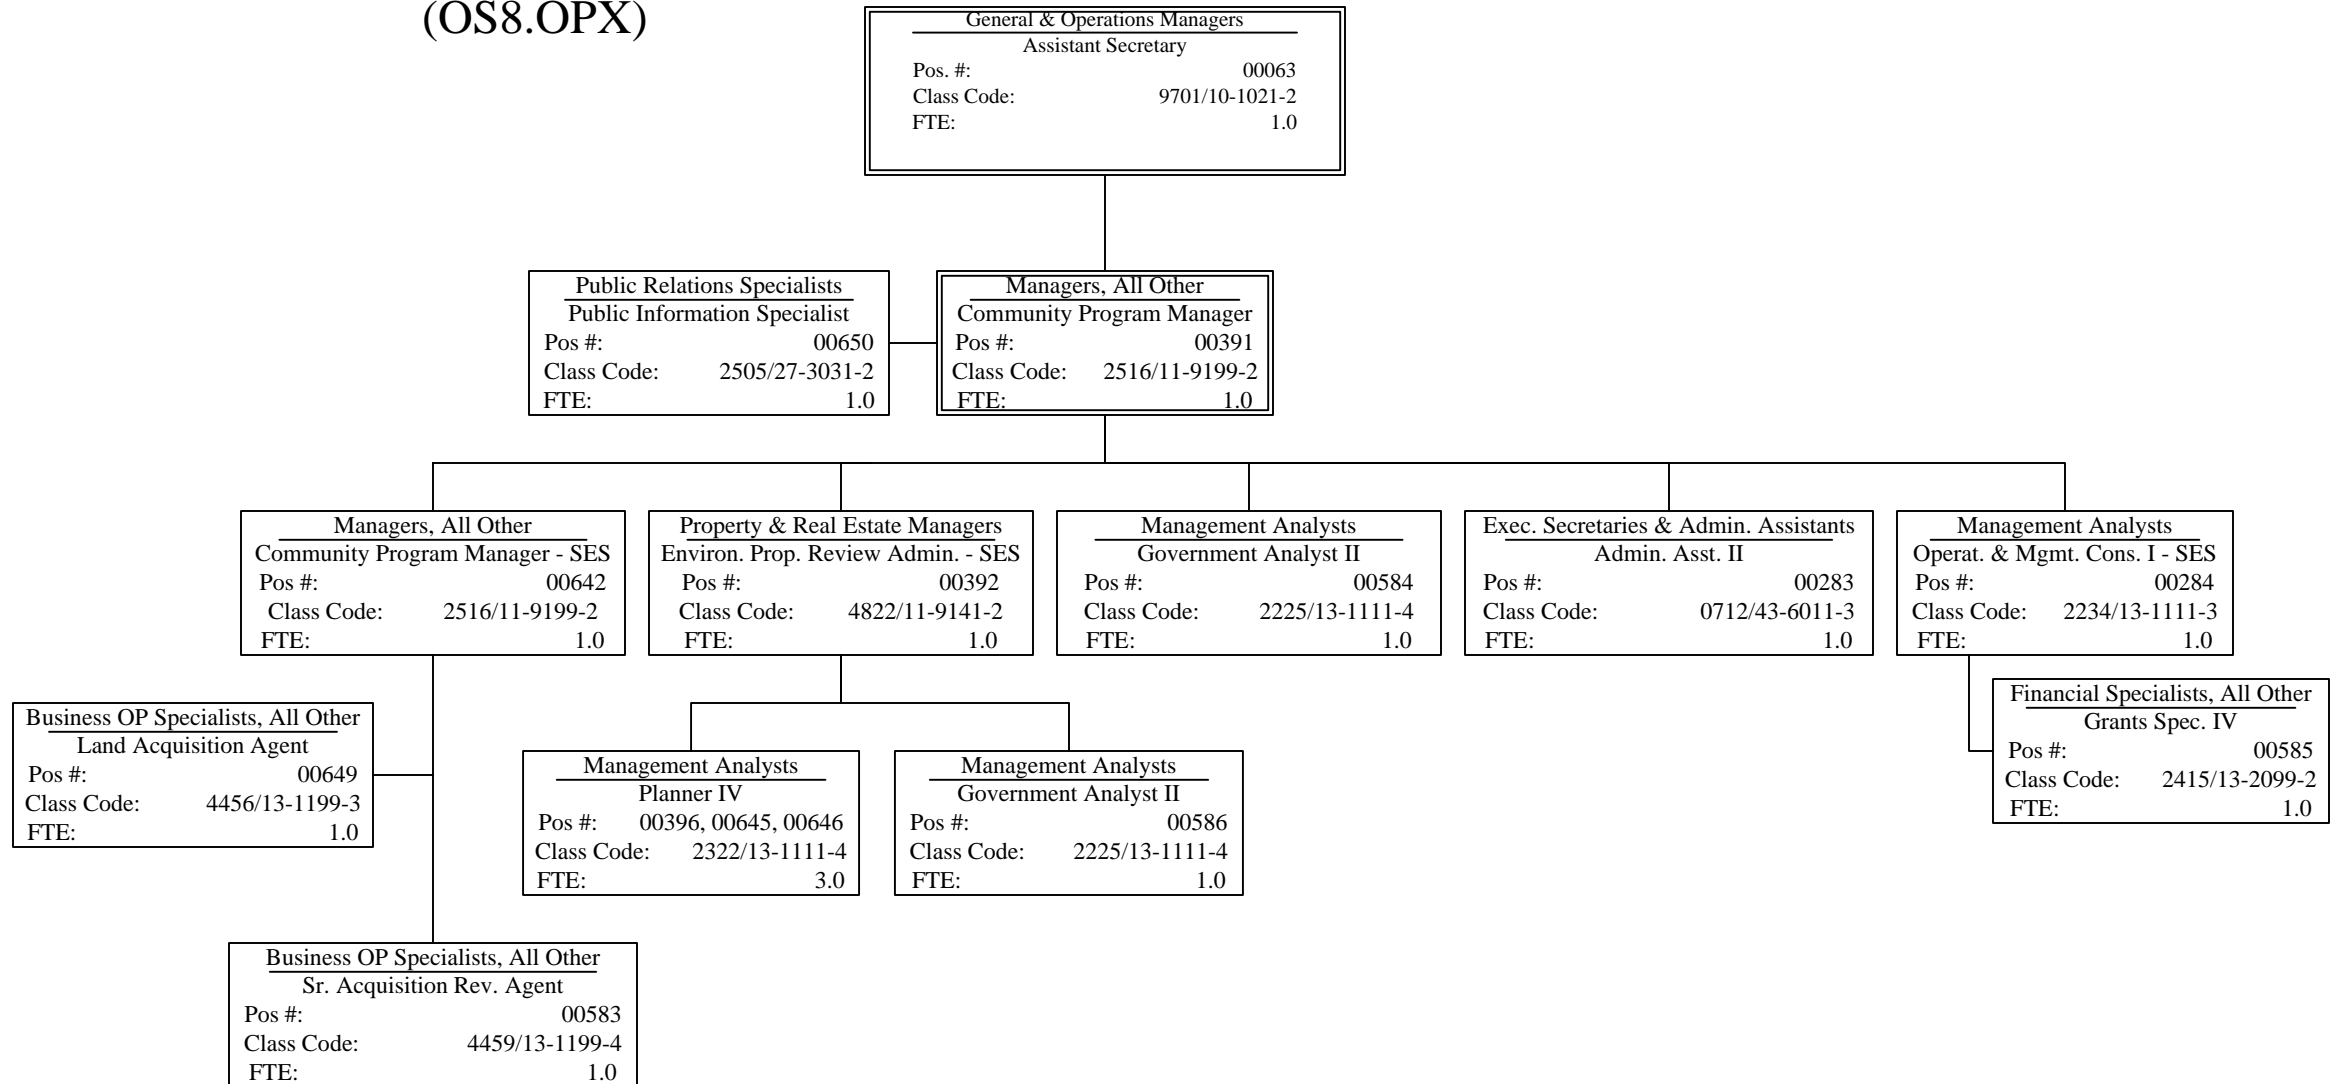 (OS8.OPX)
General & Operations Managers
Assistant Secretary
Pos. #: 00063
Class Code: 9701/10-1021-2
FTE: 1.0
Public Relations Specialists
Public Information Specialist
Pos #: 00650
Class Code: 2505/27-3031-2
FTE: 1.0
Managers, All Other
Community Program Manager
Pos #: 00391
Class Code: 2516/11-9199-2
FTE: 1.0
Managers, All Other
Community Program Manager - SES
Pos #: 00642
Class Code: 2516/11-9199-2
FTE: 1.0
Property & Real Estate Managers
Environ. Prop. Review Admin. - SES
Pos #: 00392
Class Code: 4822/11-9141-2
FTE: 1.0
Management Analysts
Government Analyst II
Pos #: 00584
Class Code: 2225/13-1111-4
FTE: 1.0
Exec. Secretaries & Admin. Assistants
Admin. Asst. II
Pos #: 00283
Class Code: 0712/43-6011-3
FTE: 1.0
Management Analysts
Operat. & Mgmt. Cons. I - SES
Pos #: 00284
Class Code: 2234/13-1111-3
FTE: 1.0
Business OP Specialists, All Other
Land Acquisition Agent
Pos #: 00649
Class Code: 4456/13-1199-3
FTE: 1.0
Management Analysts
Planner IV
Pos #: 00396, 00645, 00646
Class Code: 2322/13-1111-4
FTE: 3.0
Management Analysts
Government Analyst II
Pos #: 00586
Class Code: 2225/13-1111-4
FTE: 1.0
Financial Specialists, All Other
Grants Spec. IV
Pos #: 00585
Class Code: 2415/13-2099-2
FTE: 1.0
Business OP Specialists, All Other
Sr. Acquisition Rev. Agent
Pos #: 00583
Class Code: 4459/13-1199-4
FTE: 1.0